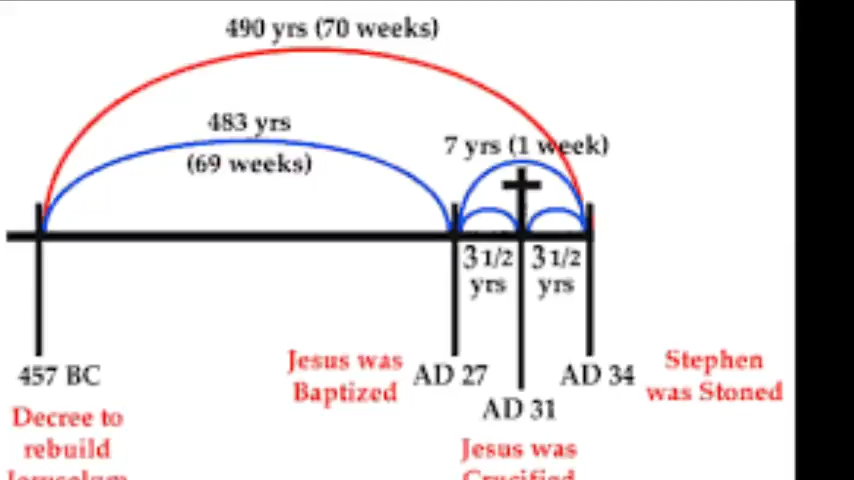 490 yrs (70 weeks)
483 yrs
(69 weeks)
7 yrs (1 week)
3 1/2
yrs
3 1/2
yrs
457 BC
Decree to
rebuild
Jerusalem
Jesus was
Baptized
AD 27
AD 31
Jesus was
Crucified
AD 34
Stephen
was Stoned